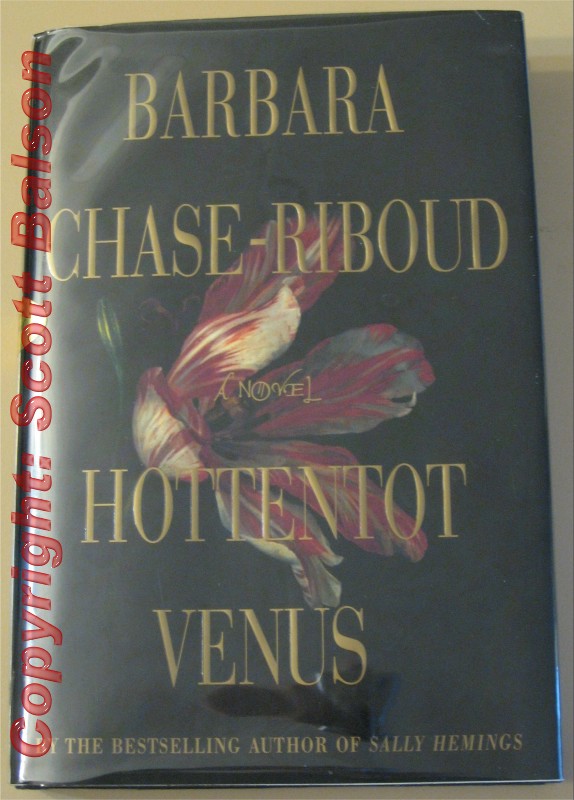 BARBARA
CHASE-RIBOUD
A NOVEL
HOTTENTOT
VENUS
BY THE BESTSELLING AUTHOR OF SALLY HEMINGS
Copyright: Scott Balson